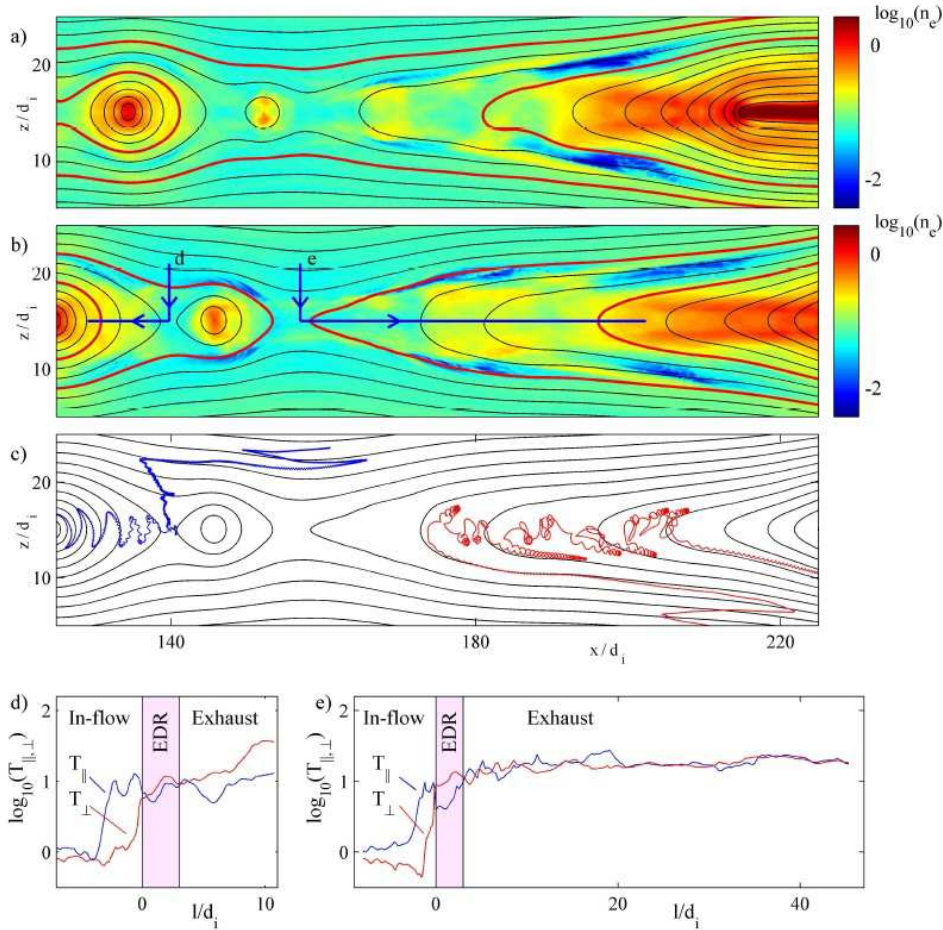 a)
z / dᵢ
20
10
log₁₀(nₑ)
0
-2
b)
z / dᵢ
20
10
d
e
log₁₀(nₑ)
0
-2
c)
z / dᵢ
20
10
140
180
x / dᵢ
220
d)
log₁₀(T∥,⊥)
2
1
0
In-flow
EDR
Exhaust
T∥
T⊥
0
10
l/dᵢ
e)
log₁₀(T∥,⊥)
2
1
0
In-flow
EDR
Exhaust
T∥
T⊥
0
20
l/dᵢ
40